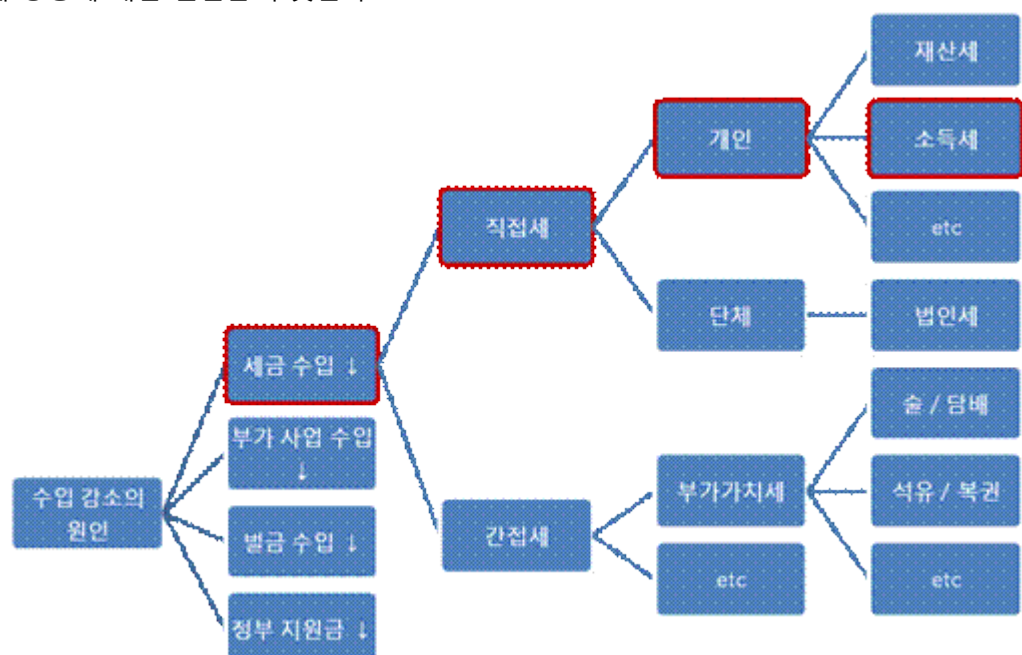 재산세
개인
소득세
직접세
etc
단체
법인세
세금 수입 ↓
술 / 담배
부가 사업 수입
↓
수입 감소의
원인
부가가치세
석유 / 복권
벌금 수입 ↓
간접세
etc
etc
정부 지원금 ↓